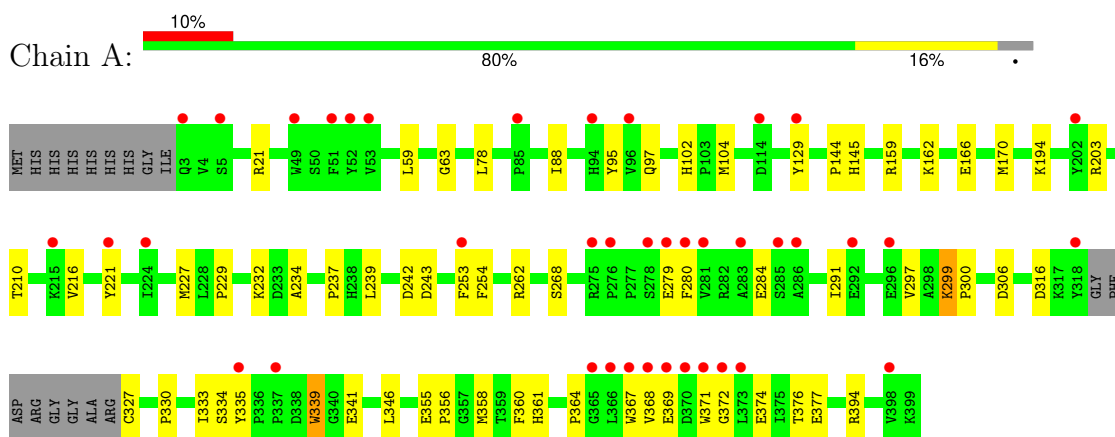 10%
Chain A:
80% 16% •
MET HIS HIS HIS HIS HIS HIS GLY ILE Q3 V4 S5 R21 W49 S50 F51 Y52 V53 L59 G63 L78 P85 I88 H94 Y95 V96 Q97 H102 P103 M104 D114 Y129 P144 H145 R159 K162 E166 M170 K194 Y202 R203
T210 K215 V216 Y221 I224 M227 L228 P229 K232 D233 A234 P237 H238 L239 D242 D243 F253 F254 R262 S268 R275 P276 P277 S278 E279 F280 V281 R282 A283 E284 S285 A286 I291 E292 E296 V297 A298 K299 P300 D306 D316 K317 Y318 GLY PHE
ASP ARG GLY GLY ALA ARG C327 P330 I333 S334 Y335 P336 P337 D338 W339 G340 E341 L346 E355 P356 G357 M358 T359 F360 H361 P364 G365 L366 W367 V368 E369 D370 W371 G372 L373 E374 I375 T376 E377 R394 V398 K399